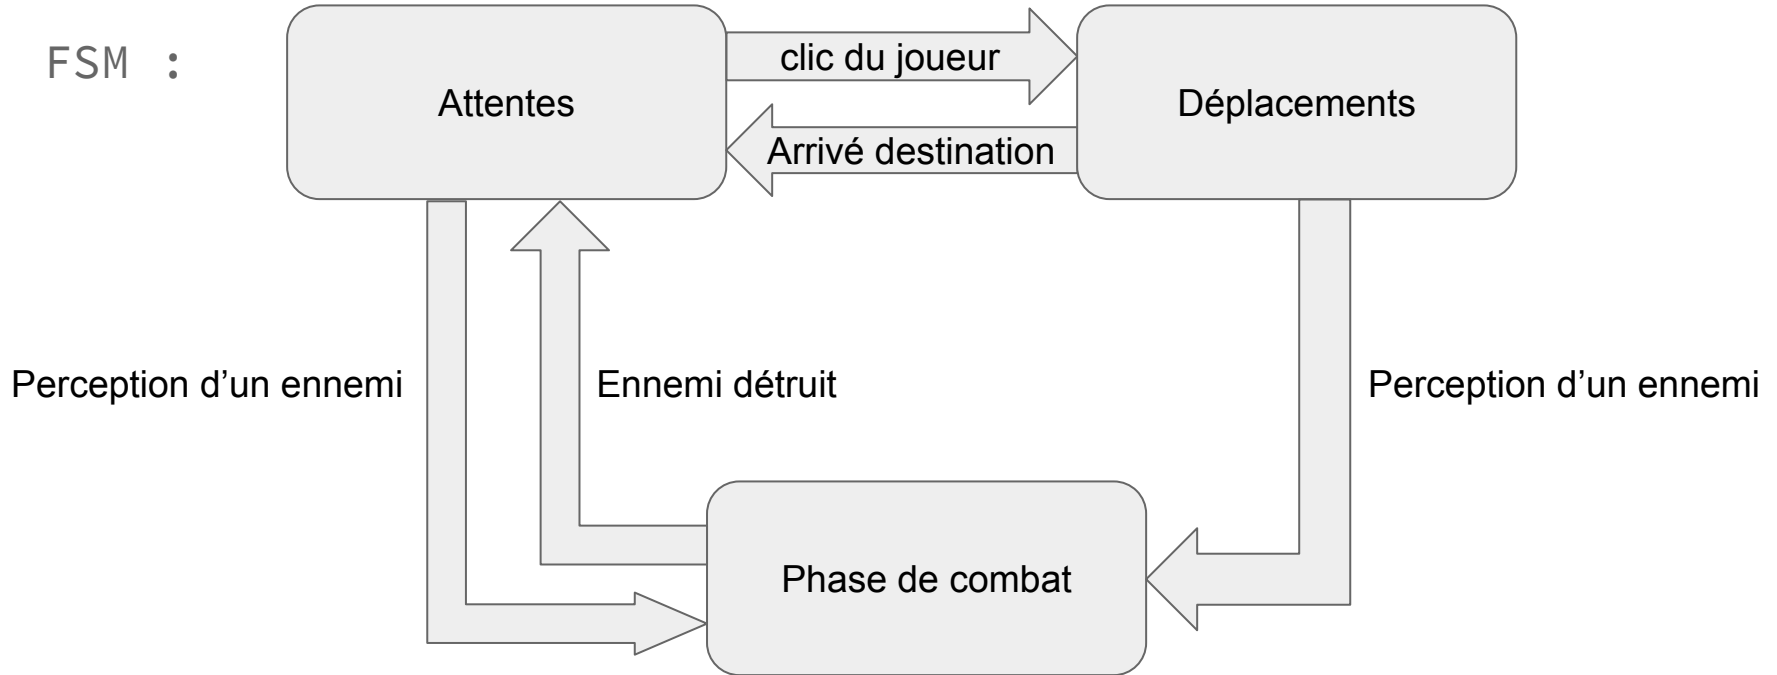 FSM :
clic du joueur
Attentes
Déplacements
Arrivé destination
Perception d’un ennemi
Ennemi détruit
Perception d’un ennemi
Phase de combat